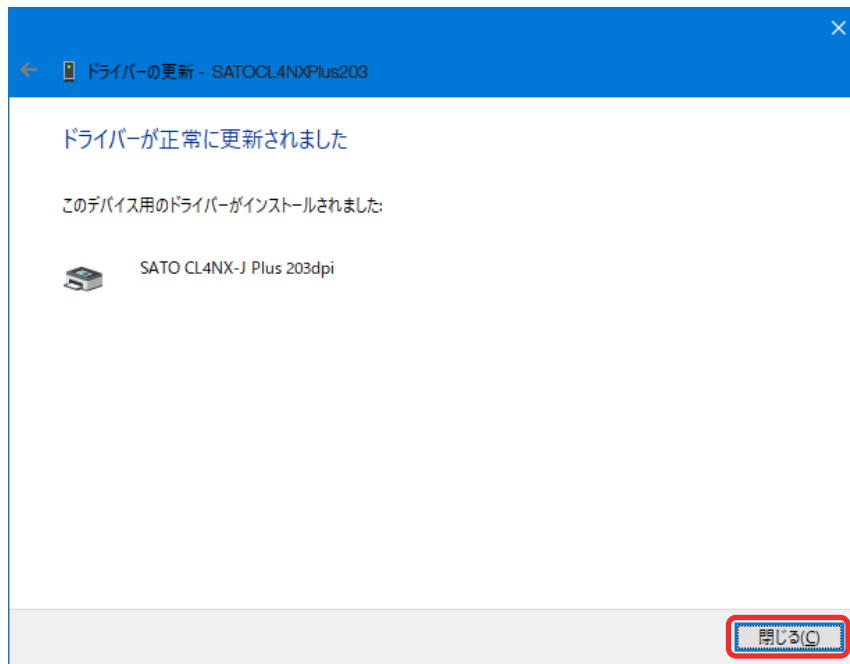 ドライバーの更新 - SATOCL4NXPlus203
ドライバーが正常に更新されました
このデバイス用のドライバーがインストールされました:
SATO CL4NX-J Plus 203dpi
閉じる(C)